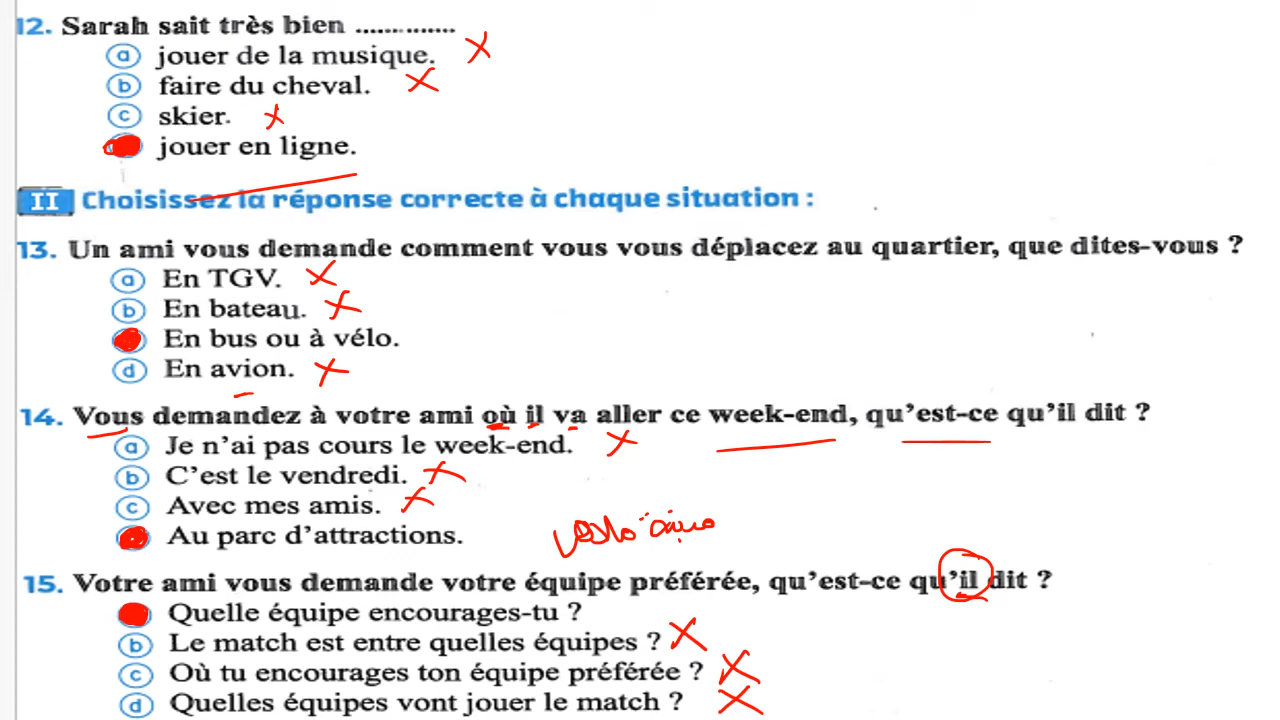 12. Sarah sait très bien ..............
a jouer de la musique.
b faire du cheval.
c skier.
jouer en ligne.
II Choisissez la réponse correcte à chaque situation :
13. Un ami vous demande comment vous vous déplacez au quartier, que dites-vous ?
a En TGV.
b En bateau.
En bus ou à vélo.
d En avion.
14. Vous demandez à votre ami où il va aller ce week-end, qu'est-ce qu'il dit ?
a Je n'ai pas cours le week-end.
b C'est le vendredi.
c Avec mes amis.
Au parc d'attractions.
15. Votre ami vous demande votre équipe préférée, qu'est-ce qu'il dit ?
Quelle équipe encourages-tu ?
b Le match est entre quelles équipes ?
c Où tu encourages ton équipe préférée ?
d Quelles équipes vont jouer le match ?